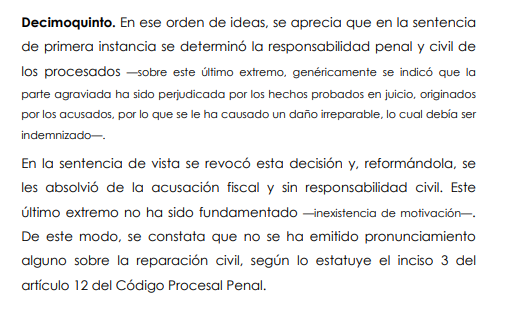 Decimoquinto. En ese orden de ideas, se aprecia que en la sentencia
de primera instancia se determinó la responsabilidad penal y civil de
los procesados —sobre este último extremo, genéricamente se indicó que la
parte agraviada ha sido perjudicada por los hechos probados en juicio, originados
por los acusados, por lo que se le ha causado un daño irreparable, lo cual debía ser
indemnizado—.
En la sentencia de vista se revocó esta decisión y, reformándola, se
les absolvió de la acusación fiscal y sin responsabilidad civil. Este
último extremo no ha sido fundamentado —inexistencia de motivación—.
De este modo, se constata que no se ha emitido pronunciamiento
alguno sobre la reparación civil, según lo estatuye el inciso 3 del
artículo 12 del Código Procesal Penal.